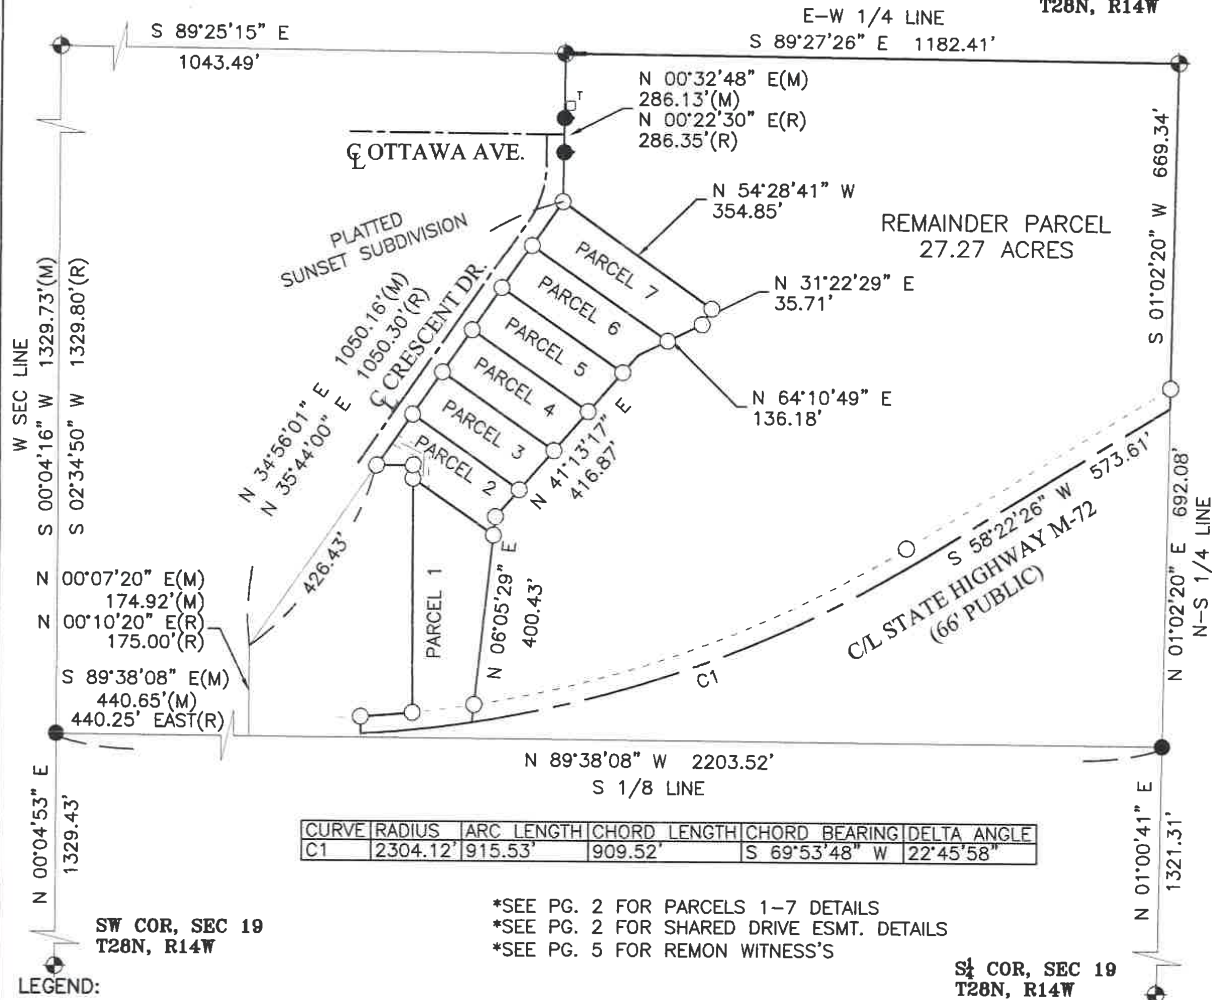 T28N, R14W
E-W 1/4 LINE
S 89°25'15" E
1043.49'
S 89°27'26" E 1182.41'
N 00°32'48" E(M)
286.13'(M)
N 00°22'30" E(R)
286.35'(R)
T
℄ OTTAWA AVE.
N 54°28'41" W
354.85'
PLATTED
SUNSET SUBDIVISION
REMAINDER PARCEL
27.27 ACRES
S 01°02'20" W 669.34'
PARCEL 7
N 31°22'29" E
35.71'
PARCEL 6
PARCEL 5
PARCEL 4
PARCEL 3
PARCEL 2
PARCEL 1
W SEC LINE
S 00°04'16" W 1329.73'(M)
S 02°34'50" W 1329.80'(R)
N 34°56'01" E 1050.16'(M)
N 35°44'00" E 1050.30'(R)
℄ CRESCENT DR.
N 64°10'49" E
136.18'
N 41°13'17" E
416.87'
426.43'
N 06°05'29" E
400.43'
N 00°07'20" E(M)
174.92'(M)
N 00°10'20" E(R)
175.00'(R)
S 89°38'08" E(M)
440.65'(M)
440.25' EAST(R)
S 58°22'26" W 573.61'
C/L STATE HIGHWAY M-72
(66' PUBLIC)
C1
N 01°02'20" E 692.08'
N-S 1/4 LINE
N 89°38'08" W 2203.52'
S 1/8 LINE
CURVE RADIUS ARC LENGTH CHORD LENGTH CHORD BEARING DELTA ANGLE
C1 2304.12' 915.53' 909.52' S 69°53'48" W 22°45'58"
N 00°04'53" E
1329.43'
N 01°00'41" E
1321.31'
*SEE PG. 2 FOR PARCELS 1-7 DETAILS
*SEE PG. 2 FOR SHARED DRIVE ESMT. DETAILS
*SEE PG. 5 FOR REMON WITNESS'S
SW COR, SEC 19
T28N, R14W
S¼ COR, SEC 19
T28N, R14W
LEGEND: